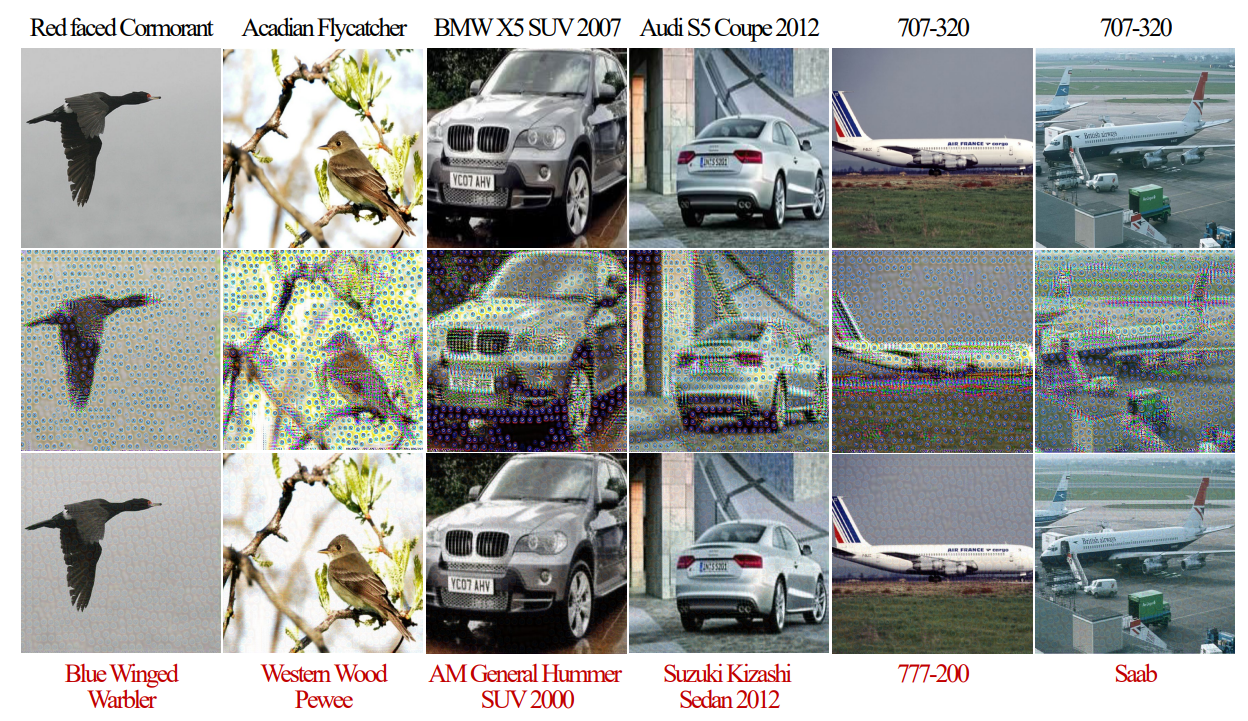 Red faced Cormorant
Acadian Flycatcher
BMW X5 SUV 2007
Audi S5 Coupe 2012
707-320
707-320
YC07 AHV
AIR FRANCE cargo
British airways
YC07 AHV
AIR FRANCE cargo
British airways
Blue Winged
Warbler
Western Wood
Pewee
AM General Hummer
SUV 2000
Suzuki Kizashi
Sedan 2012
777-200
Saab